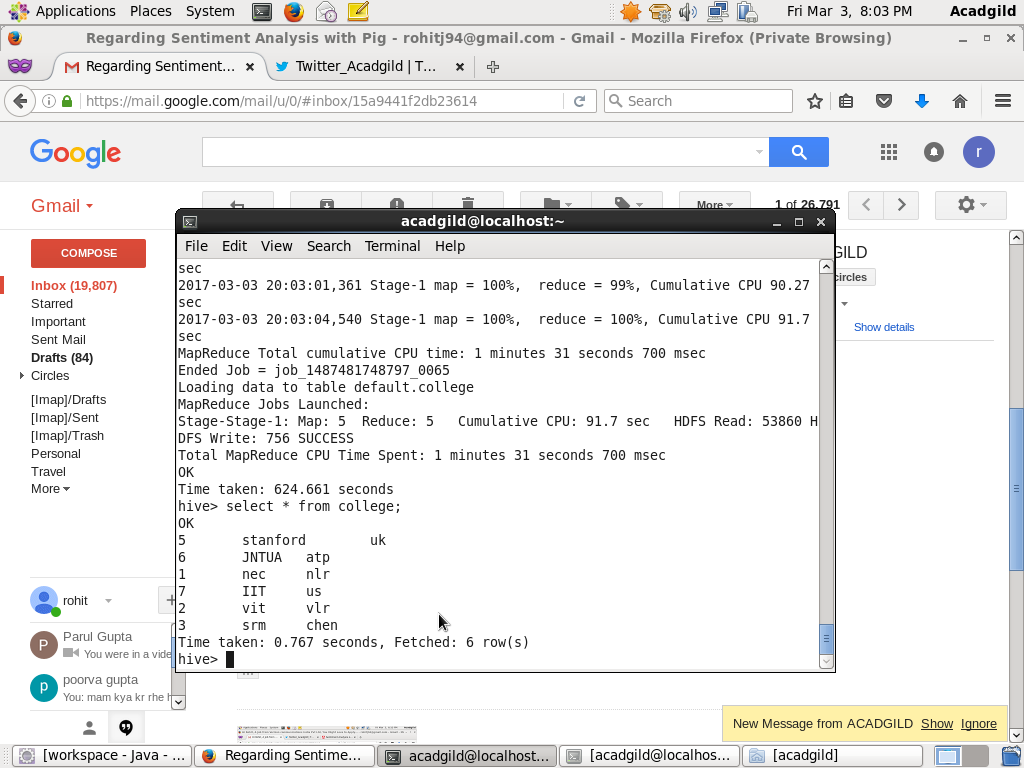 Applications Places System
Fri Mar 3, 8:03 PM Acadgild
Regarding Sentiment Analysis with Pig - rohitj94@gmail.com - Gmail - Mozilla Firefox (Private Browsing)
Regarding Sentiment... Twitter_Acadgild | T...
https://mail.google.com/mail/u/0/#inbox/15a9441f2db23614 Search
Google r
Gmail More 1 of 26,791
acadgild@localhost:~
File Edit View Search Terminal Help
COMPOSE
Inbox (19,807)
Starred
Important
Sent Mail
Drafts (84)
Circles
[Imap]/Drafts
[Imap]/Sent
[Imap]/Trash
Personal
Travel
More
GILD
circles
Show details
sec
2017-03-03 20:03:01,361 Stage-1 map = 100%,  reduce = 99%, Cumulative CPU 90.27
sec
2017-03-03 20:03:04,540 Stage-1 map = 100%,  reduce = 100%, Cumulative CPU 91.7
sec
MapReduce Total cumulative CPU time: 1 minutes 31 seconds 700 msec
Ended Job = job_1487481748797_0065
Loading data to table default.college
MapReduce Jobs Launched:
Stage-Stage-1: Map: 5  Reduce: 5   Cumulative CPU: 91.7 sec   HDFS Read: 53860 H
DFS Write: 756 SUCCESS
Total MapReduce CPU Time Spent: 1 minutes 31 seconds 700 msec
OK
Time taken: 624.661 seconds
hive> select * from college;
OK
5 stanford uk
6 JNTUA atp
1 nec nlr
7 IIT us
2 vit vlr
3 srm chen
Time taken: 0.767 seconds, Fetched: 6 row(s)
hive>
rohit
P Parul Gupta
You were in a vide
p poorva gupta
You: mam kya kr rhe h
New Message from ACADGILD Show Ignore
[workspace - Java - ... Regarding Sentime... acadgild@localhost:... [acadgild@localhos... [acadgild]